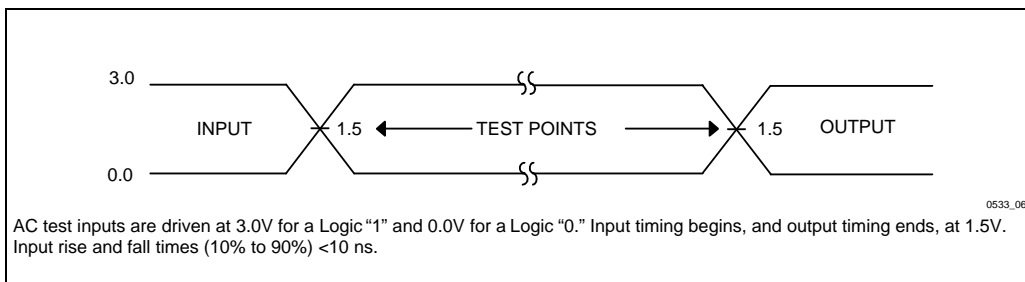 3.0
INPUT 1.5 TEST POINTS 1.5 OUTPUT
0.0
0533_06
AC test inputs are driven at 3.0V for a Logic “1” and 0.0V for a Logic “0.” Input timing begins, and output timing ends, at 1.5V.
Input rise and fall times (10% to 90%) <10 ns.